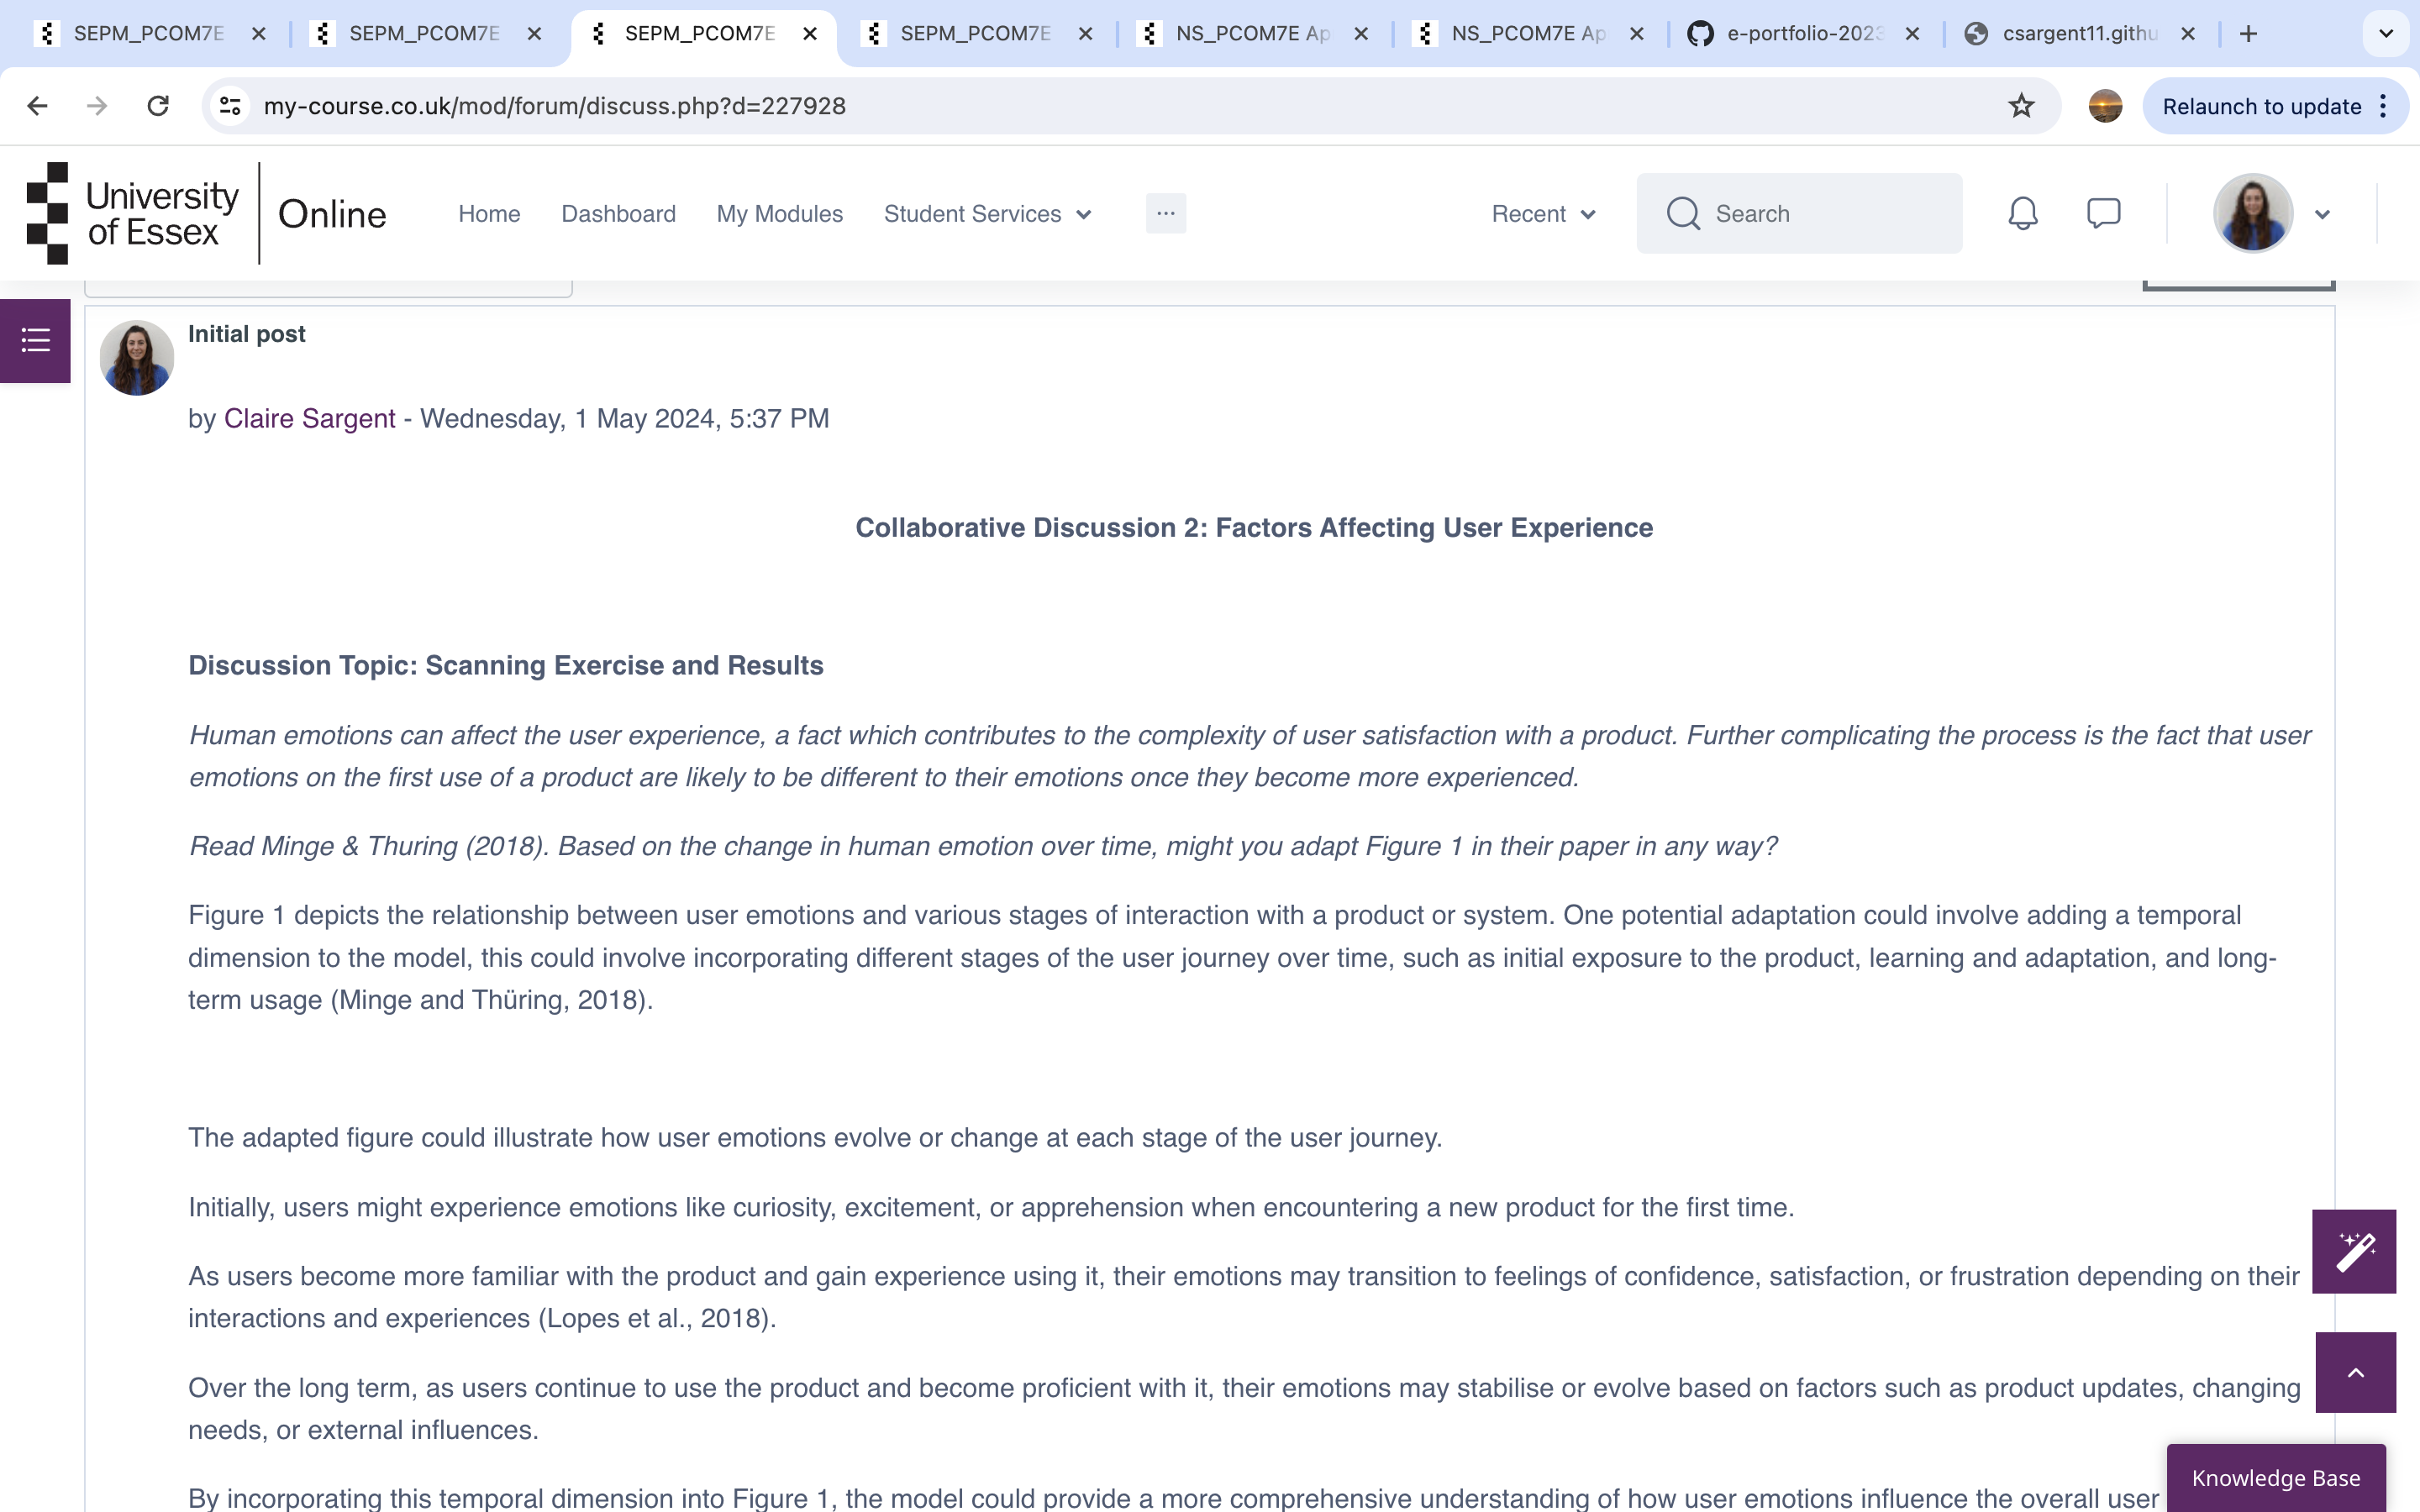 SEPM_PCOM7E
SEPM_PCOM7E
SEPM_PCOM7E
SEPM_PCOM7E
NS_PCOM7E Ap
NS_PCOM7E Ap
e-portfolio-2023
csargent11.githu
my-course.co.uk/mod/forum/discuss.php?d=227928
Relaunch to update
University of Essex Online
Home
Dashboard
My Modules
Student Services
Recent
Search
Initial post
by Claire Sargent - Wednesday, 1 May 2024, 5:37 PM
Collaborative Discussion 2: Factors Affecting User Experience
Discussion Topic: Scanning Exercise and Results
Human emotions can affect the user experience, a fact which contributes to the complexity of user satisfaction with a product. Further complicating the process is the fact that user
emotions on the first use of a product are likely to be different to their emotions once they become more experienced.
Read Minge & Thuring (2018). Based on the change in human emotion over time, might you adapt Figure 1 in their paper in any way?
Figure 1 depicts the relationship between user emotions and various stages of interaction with a product or system. One potential adaptation could involve adding a temporal
dimension to the model, this could involve incorporating different stages of the user journey over time, such as initial exposure to the product, learning and adaptation, and long-
term usage (Minge and Thüring, 2018).
The adapted figure could illustrate how user emotions evolve or change at each stage of the user journey.
Initially, users might experience emotions like curiosity, excitement, or apprehension when encountering a new product for the first time.
As users become more familiar with the product and gain experience using it, their emotions may transition to feelings of confidence, satisfaction, or frustration depending on their
interactions and experiences (Lopes et al., 2018).
Over the long term, as users continue to use the product and become proficient with it, their emotions may stabilise or evolve based on factors such as product updates, changing
needs, or external influences.
By incorporating this temporal dimension into Figure 1, the model could provide a more comprehensive understanding of how user emotions influence the overall user
Knowledge Base